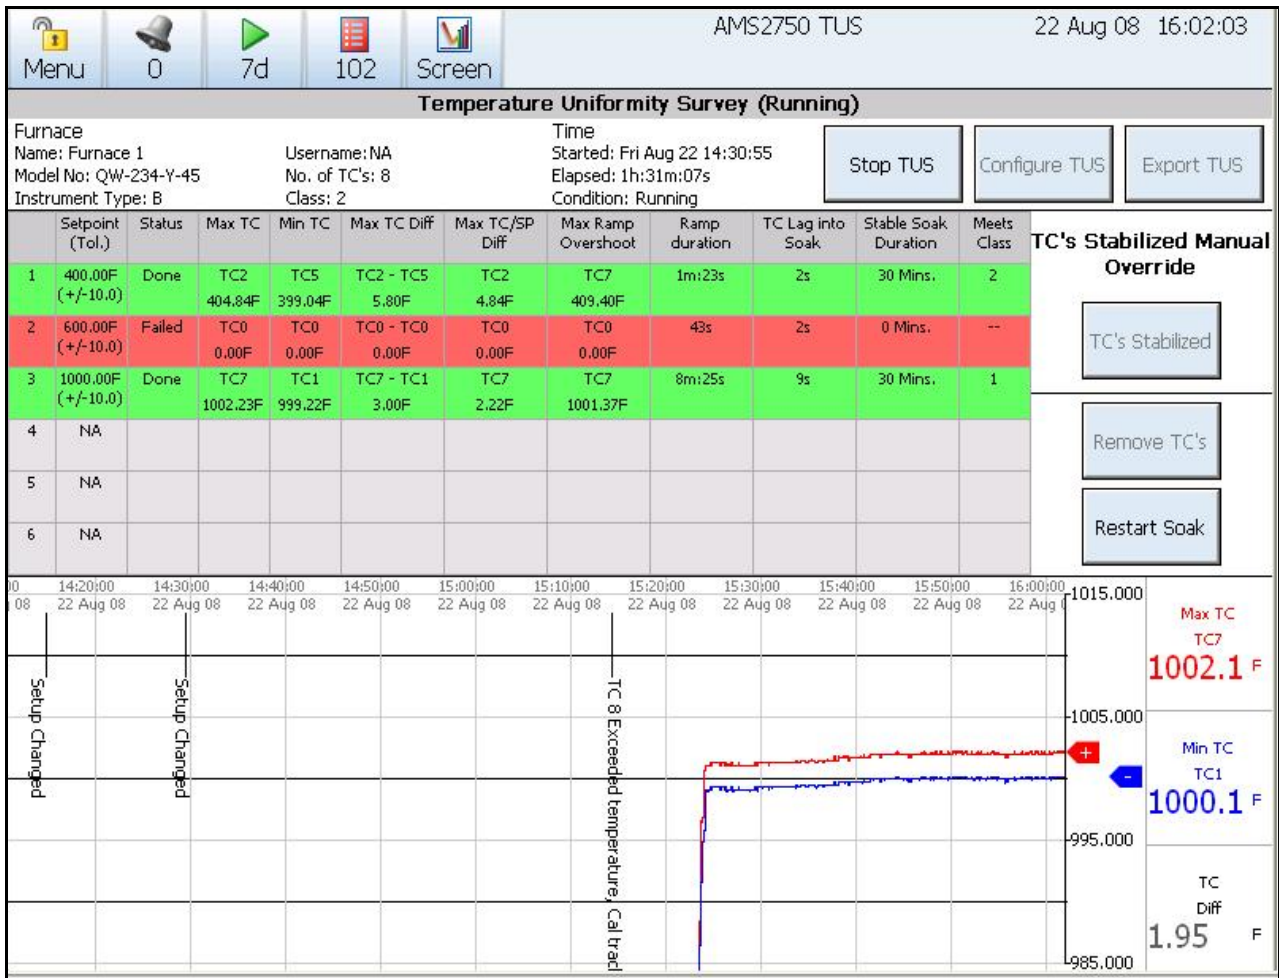 AMS2750 TUS 22 Aug 08 16:02:03
Menu 0 7d 102 Screen
Temperature Uniformity Survey (Running)
Furnace Time
Name: Furnace 1 Username:NA Started: Fri Aug 22 14:30:55
Model No: QW-234-Y-45 No. of TC's: 8 Elapsed: 1h:31m:07s
Instrument Type: B Class: 2 Condition: Running
Stop TUS Configure TUS Export TUS
Setpoint (Tol.) Status Max TC Min TC Max TC Diff Max TC/SP Diff Max Ramp Overshoot Ramp duration TC Lag into Soak Stable Soak Duration Meets Class
1 400.00F Done TC2 TC5 TC2 - TC5 TC2 TC7 1m:23s 2s 30 Mins. 2
(+/-10.0) 404.84F 399.04F 5.80F 4.84F 409.40F
2 600.00F Failed TC0 TC0 TC0 - TC0 TC0 TC0 43s 2s 0 Mins. --
(+/-10.0) 0.00F 0.00F 0.00F 0.00F 0.00F
3 1000.00F Done TC7 TC1 TC7 - TC1 TC7 TC7 8m:25s 9s 30 Mins. 1
(+/-10.0) 1002.23F 999.22F 3.00F 2.22F 1001.37F
4 NA
5 NA
6 NA
TC's Stabilized Manual
Override
TC's Stabilized
Remove TC's
Restart Soak
00 14:20:00 14:30:00 14:40:00 14:50:00 15:00:00 15:10:00 15:20:00 15:30:00 15:40:00 15:50:00 16:00:00
08 22 Aug 08 22 Aug 08 22 Aug 08 22 Aug 08 22 Aug 08 22 Aug 08 22 Aug 08 22 Aug 08 22 Aug 08 22 Aug 08 22 Aug
Setup Changed
Setup Changed
TC 8 Exceeded temperature, Cal
1015.000
1005.000
995.000
985.000
Max TC
TC7
1002.1 F
+
Min TC
TC1
1000.1 F
-
TC
Diff
1.95 F